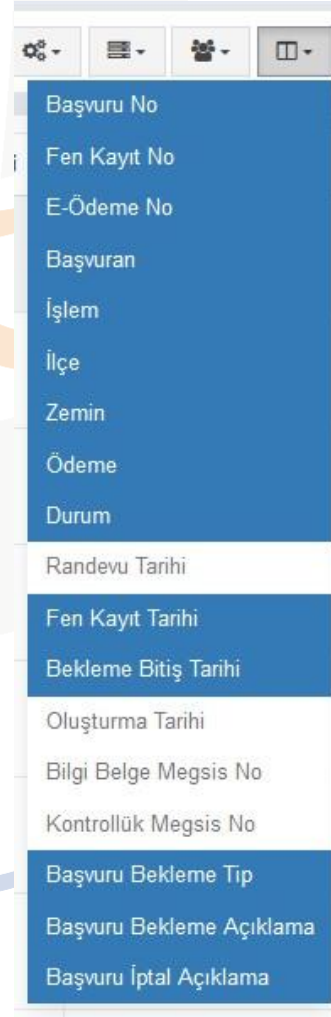 Başvuru No
Fen Kayıt No
E-Ödeme No
Başvuran
İşlem
İlçe
Zemin
Ödeme
Durum
Randevu Tarihi
Fen Kayıt Tarihi
Bekleme Bitiş Tarihi
Oluşturma Tarihi
Bilgi Belge Megsis No
Kontrollük Megsis No
Başvuru Bekleme Tip
Başvuru Bekleme Açıklama
Başvuru İptal Açıklama